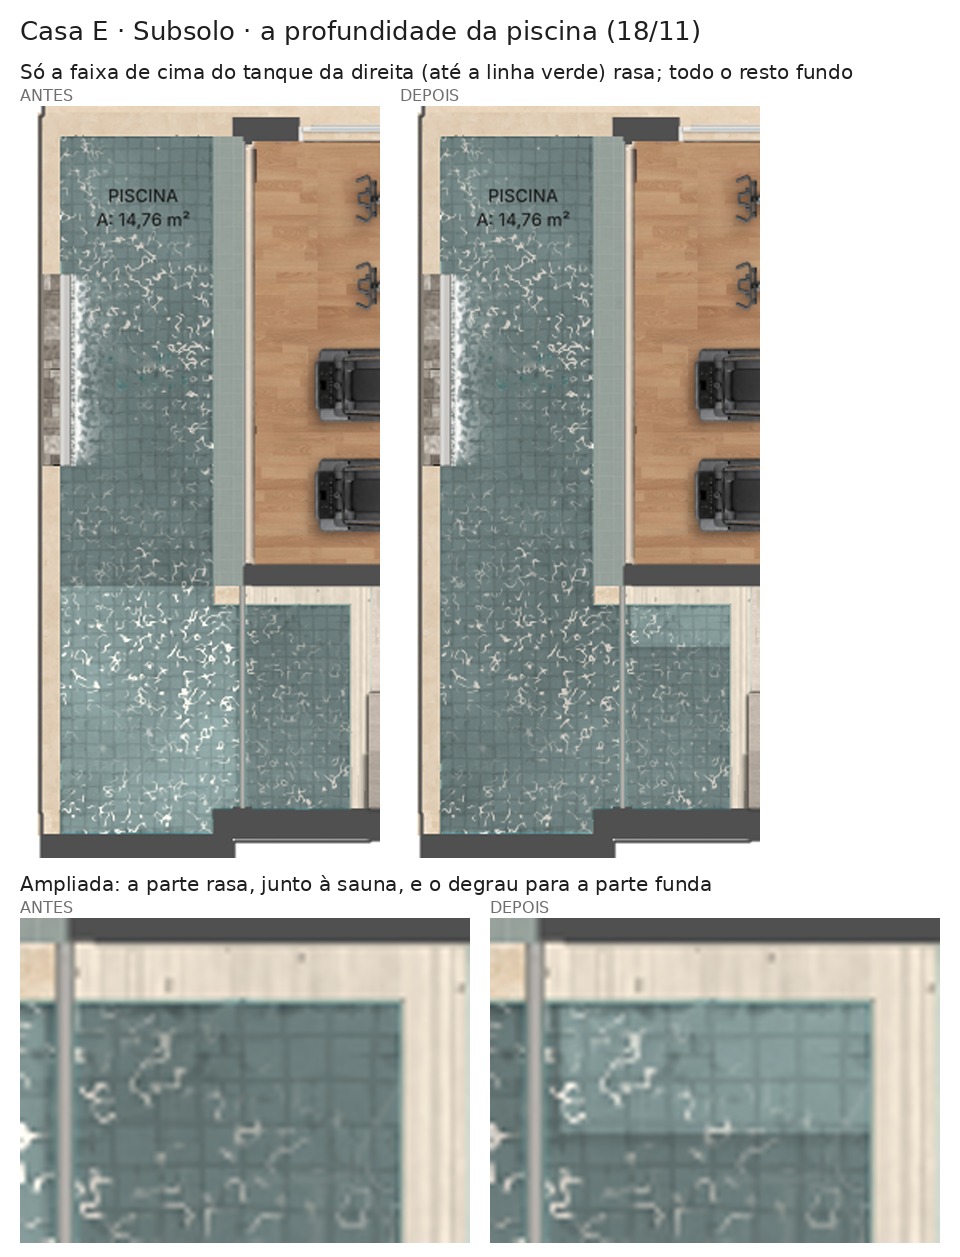 Casa E · Subsolo · a profundidade da piscina (18/11)
Só a faixa de cima do tanque da direita (até a linha verde) rasa; todo o resto fundo
ANTES
DEPOIS
PISCINA
A: 14,76 m²
PISCINA
A: 14,76 m²
Ampliada: a parte rasa, junto à sauna, e o degrau para a parte funda
ANTES
DEPOIS